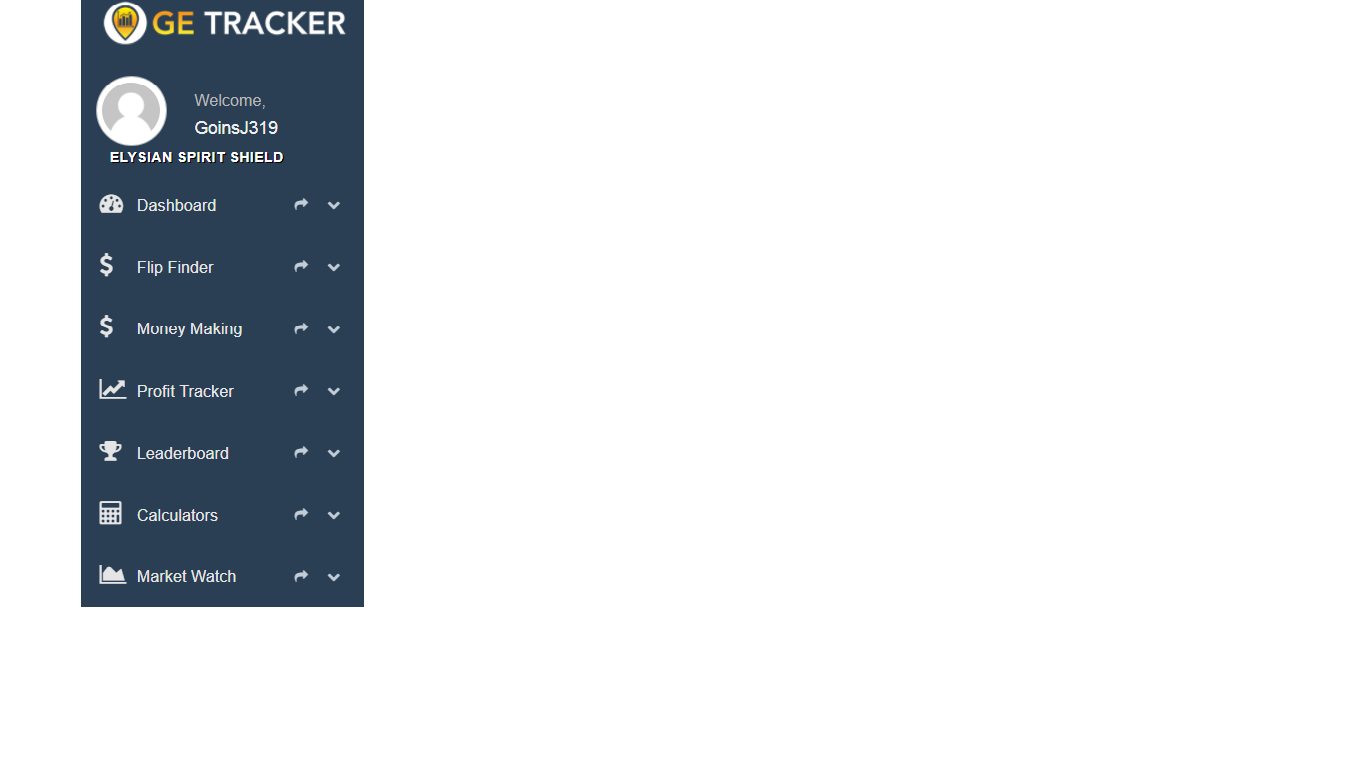 GE TRACKER
Welcome,
GoinsJ319
ELYSIAN SPIRIT SHIELD
Dashboard
Flip Finder
Money Making
Profit Tracker
Leaderboard
Calculators
Market Watch